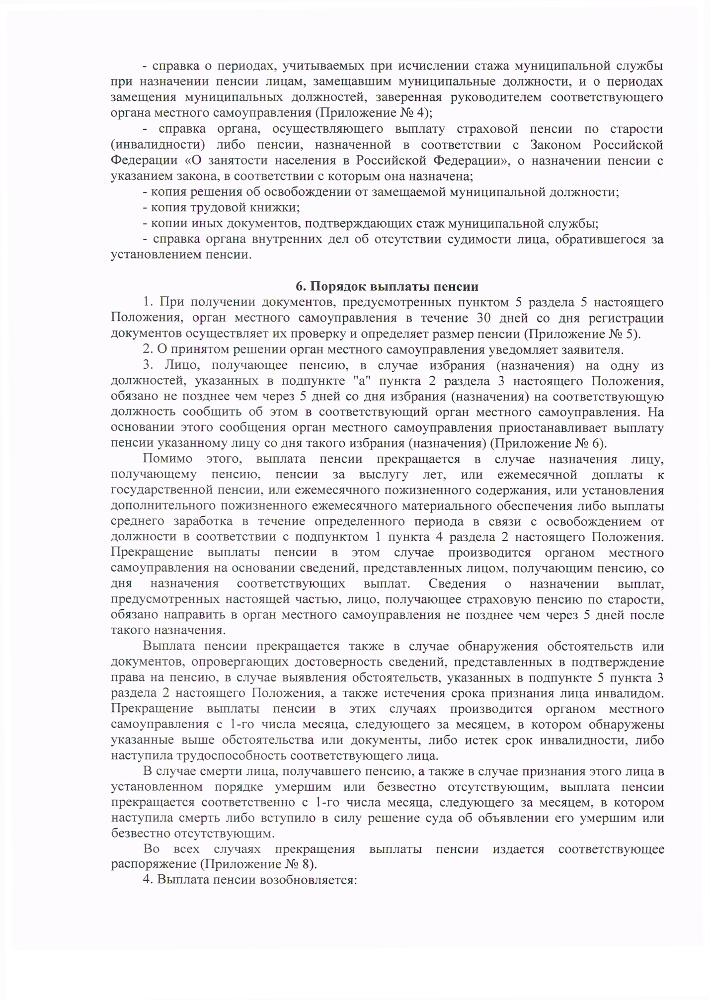 - справка о периодах, учитываемых при исчислении стажа муниципальной службы
при назначении пенсии лицам, замещавшим муниципальные должности, и о периодах
замещения муниципальных должностей, заверенная руководителем соответствующего
органа местного самоуправления (Приложение № 4);
- справка органа, осуществляющего выплату страховой пенсии по старости
(инвалидности) либо пенсии, назначенной в соответствии с Законом Российской
Федерации «О занятости населения в Российской Федерации», о назначении пенсии с
указанием закона, в соответствии с которым она назначена;
- копия решения об освобождении от замещаемой муниципальной должности;
- копия трудовой книжки;
- копии иных документов, подтверждающих стаж муниципальной службы;
- справка органа внутренних дел об отсутствии судимости лица, обратившегося за
установлением пенсии.
6. Порядок выплаты пенсии
1. При получении документов, предусмотренных пунктом 5 раздела 5 настоящего
Положения, орган местного самоуправления в течение 30 дней со дня регистрации
документов осуществляет их проверку и определяет размер пенсии (Приложение № 5).
2. О принятом решении орган местного самоуправления уведомляет заявителя.
3. Лицо, получающее пенсию, в случае избрания (назначения) на одну из
должностей, указанных в подпункте "а" пункта 2 раздела 3 настоящего Положения,
обязано не позднее чем через 5 дней со дня избрания (назначения) на соответствующую
должность сообщить об этом в соответствующий орган местного самоуправления. На
основании этого сообщения орган местного самоуправления приостанавливает выплату
пенсии указанному лицу со дня такого избрания (назначения) (Приложение № 6).
Помимо этого, выплата пенсии прекращается в случае назначения лицу,
получающему пенсию, пенсии за выслугу лет, или ежемесячной доплаты к
государственной пенсии, или ежемесячного пожизненного содержания, или установления
дополнительного пожизненного ежемесячного материального обеспечения либо выплаты
среднего заработка в течение определенного периода в связи с освобождением от
должности в соответствии с подпунктом 1 пункта 4 раздела 2 настоящего Положения.
Прекращение выплаты пенсии в этом случае производится органом местного
самоуправления на основании сведений, представленных лицом, получающим пенсию, со
дня назначения соответствующих выплат. Сведения о назначении выплат,
предусмотренных настоящей частью, лицо, получающее страховую пенсию по старости,
обязано направить в орган местного самоуправления не позднее чем через 5 дней после
такого назначения.
Выплата пенсии прекращается также в случае обнаружения обстоятельств или
документов, опровергающих достоверность сведений, представленных в подтверждение
права на пенсию, в случае выявления обстоятельств, указанных в подпункте 5 пункта 3
раздела 2 настоящего Положения, а также истечения срока признания лица инвалидом.
Прекращение выплаты пенсии в этих случаях производится органом местного
самоуправления с 1-го числа месяца, следующего за месяцем, в котором обнаружены
указанные выше обстоятельства или документы, либо истек срок инвалидности, либо
наступила трудоспособность соответствующего лица.
В случае смерти лица, получавшего пенсию, а также в случае признания этого лица в
установленном порядке умершим или безвестно отсутствующим, выплата пенсии
прекращается соответственно с 1-го числа месяца, следующего за месяцем, в котором
наступила смерть либо вступило в силу решение суда об объявлении его умершим или
безвестно отсутствующим.
Во всех случаях прекращения выплаты пенсии издается соответствующее
распоряжение (Приложение № 8).
4. Выплата пенсии возобновляется: